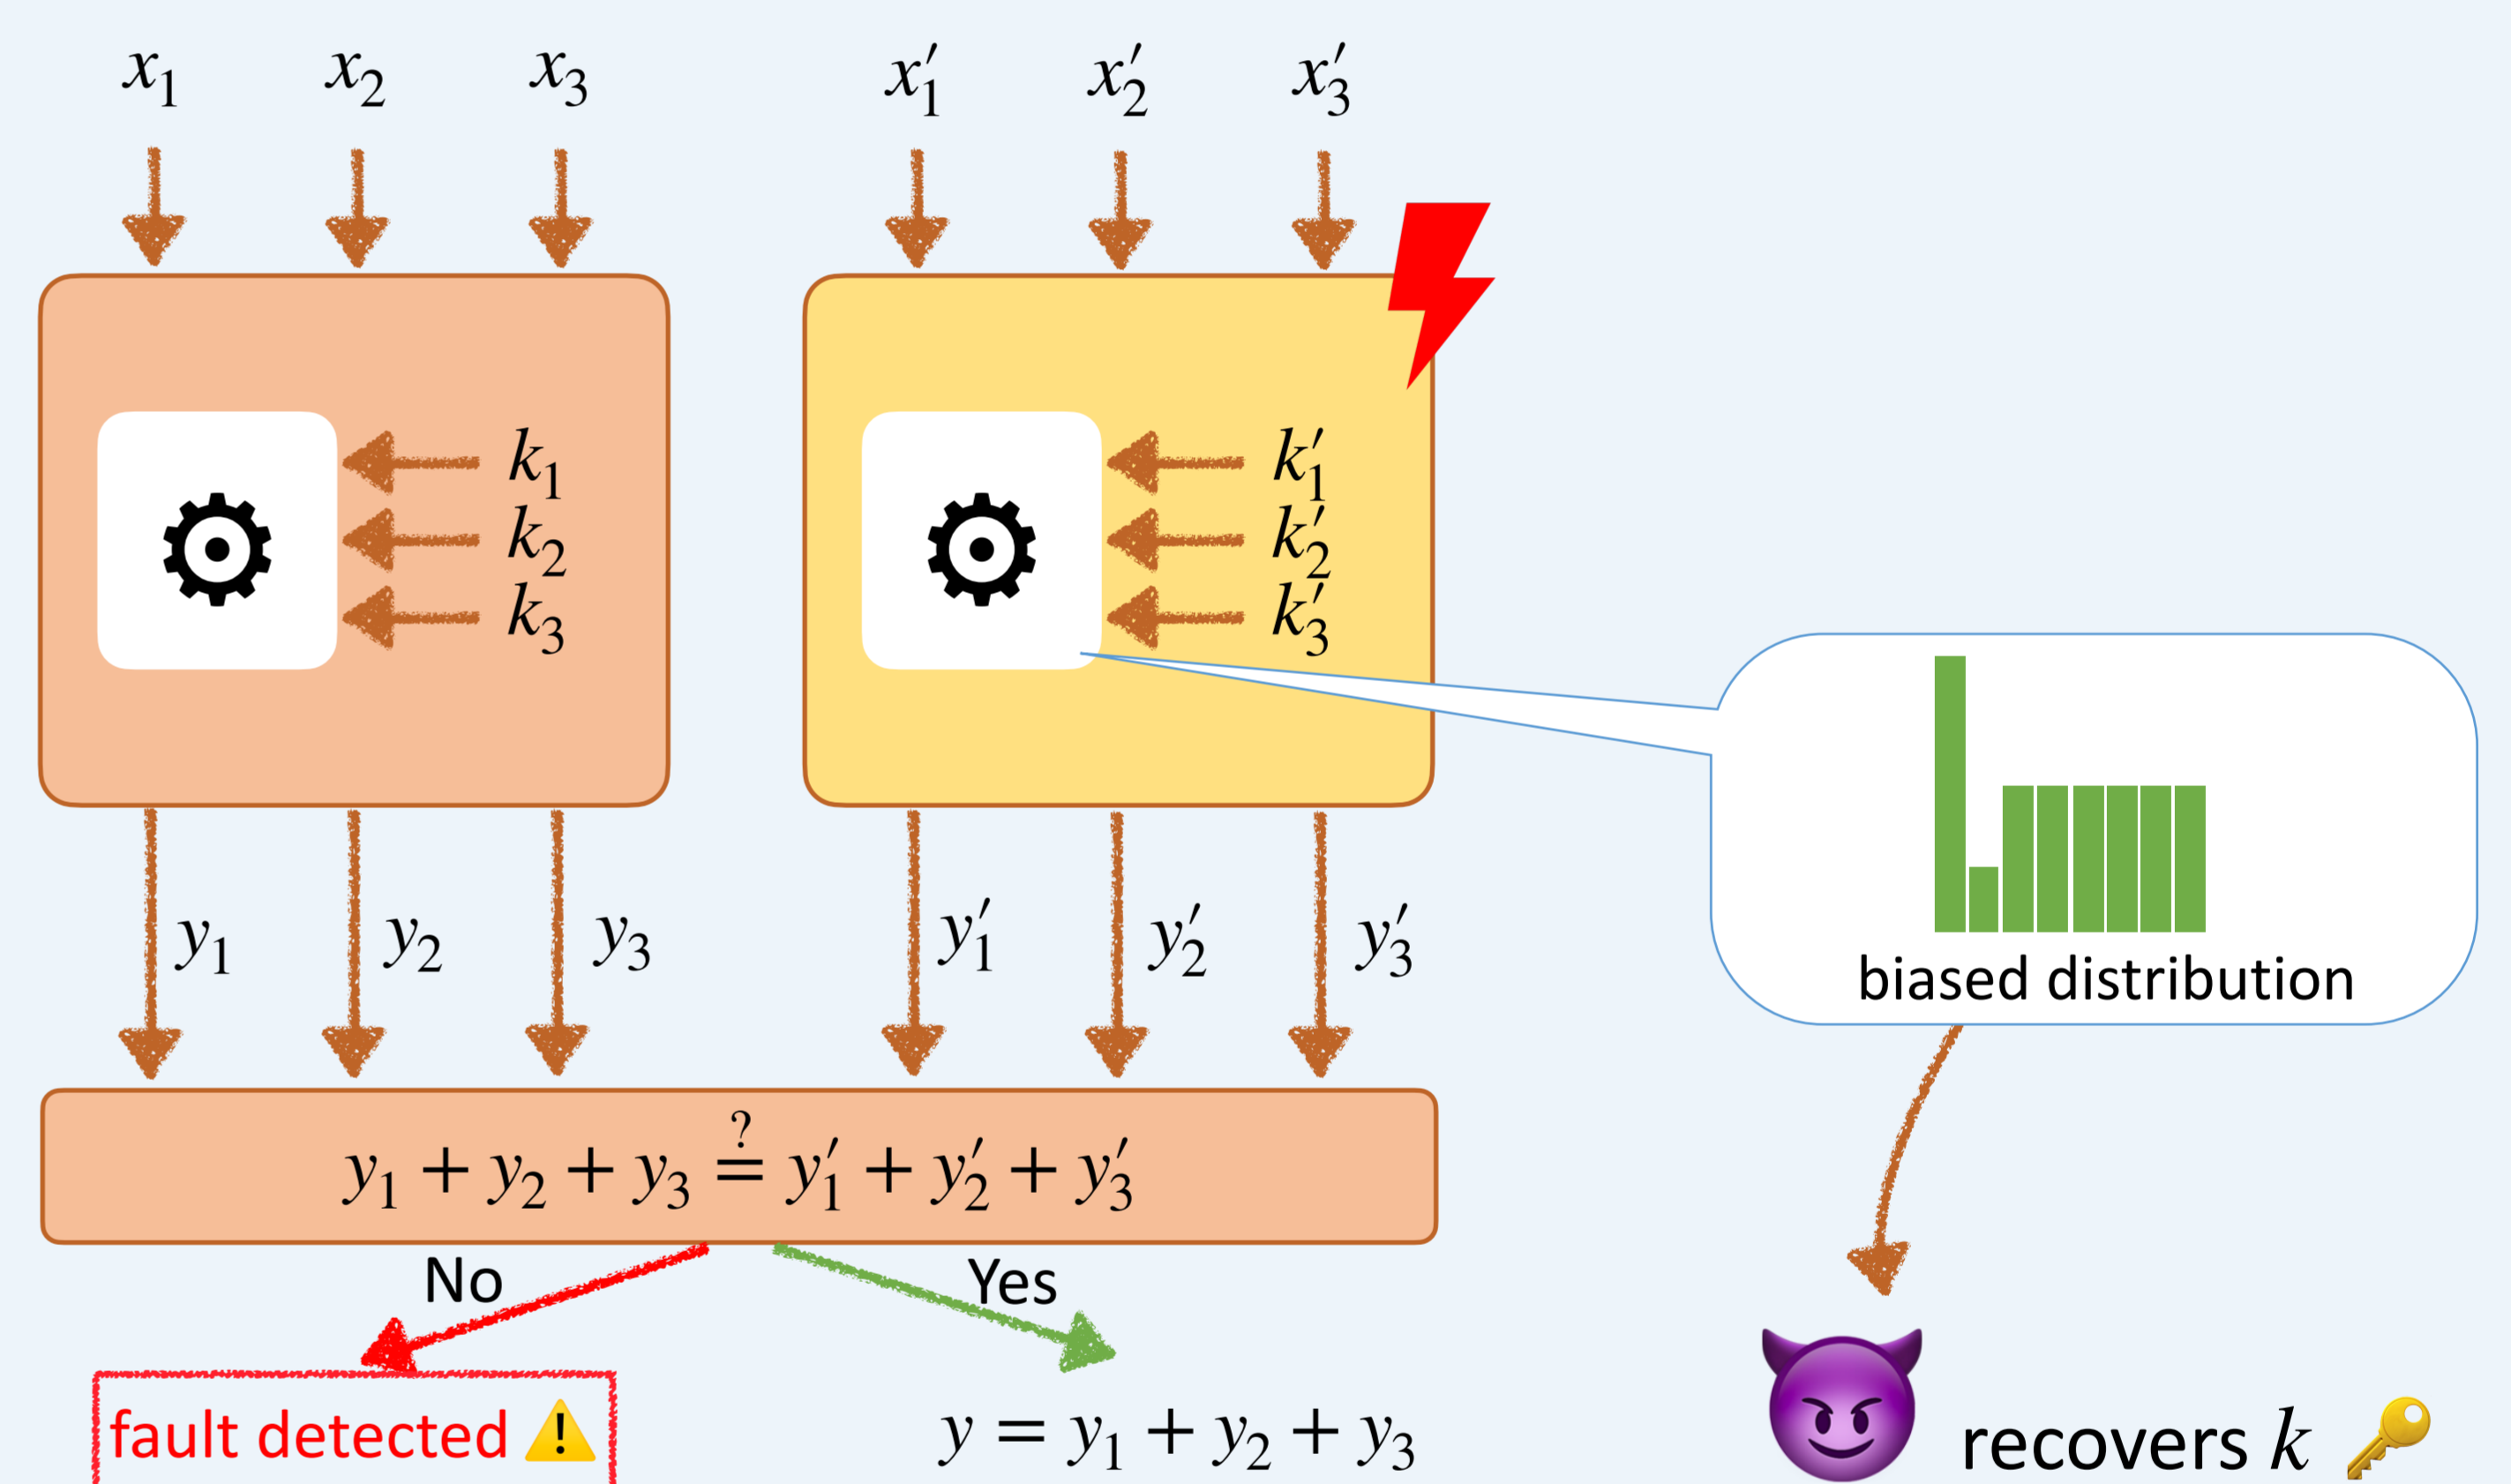 x₁ x₂ x₃ x′₁ x′₂ x′₃
k₁ k′₁
k₂ k′₂
k₃ k′₃
y₁ y₂ y₃ y′₁ y′₂ y′₃
biased distribution
y₁ + y₂ + y₃ =? y′₁ + y′₂ + y′₃
No Yes
fault detected ⚠️
y = y₁ + y₂ + y₃
recovers k